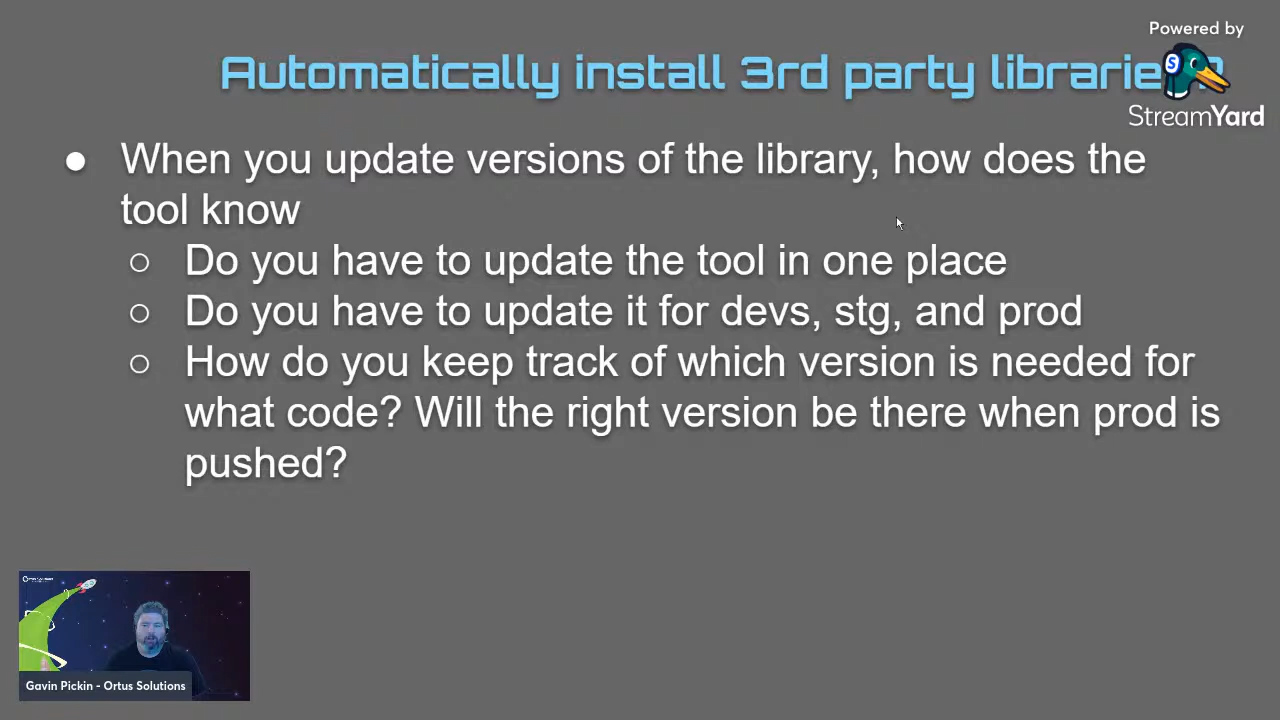 Powered by
StreamYard
Automatically install 3rd party
● When you update versions of the library, how does the
tool know
○ Do you have to update the tool in one place
○ Do you have to update it for devs, stg, and prod
○ How do you keep track of which version is needed for
what code? Will the right version be there when prod is
pushed?
Gavin Pickin - Ortus Solutions